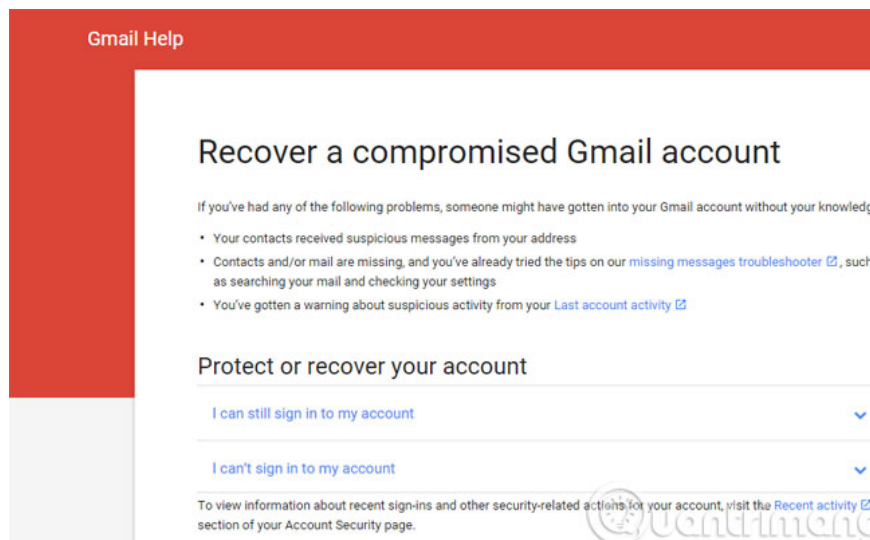 Gmail Help
Recover a compromised Gmail account
If you've had any of the following problems, someone might have gotten into your Gmail account without your
• Your contacts received suspicious messages from your address
• Contacts and/or mail are missing, and you've already tried the tips on our missing messages troubleshooter, such
as searching your mail and checking your settings
• You've gotten a warning about suspicious activity from your Last account activity
Protect or recover your account
I can still sign in to my account
I can't sign in to my account
To view information about recent sign-ins and other security-related actions for your account, visit the Recent activity
section of your Account Security page.
Quantrimang